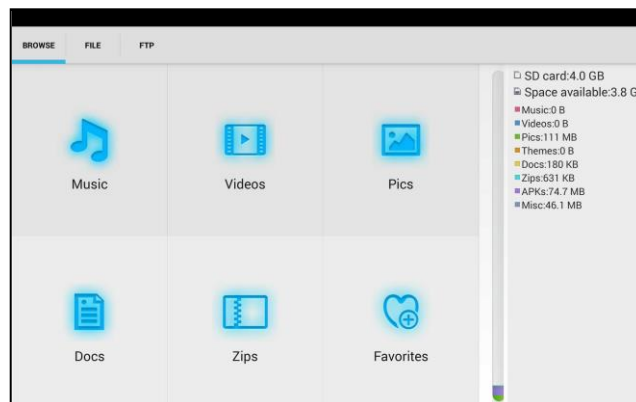 BROWSE FILE FTP
Music Videos Pics
Docs Zips Favorites
SD card:4.0 GB
Space available:3.8 G
Music:0 B
Videos:0 B
Pics:111 MB
Themes:0 B
Docs:180 KB
Zips:631 KB
APKs:74.7 MB
Misc:46.1 MB